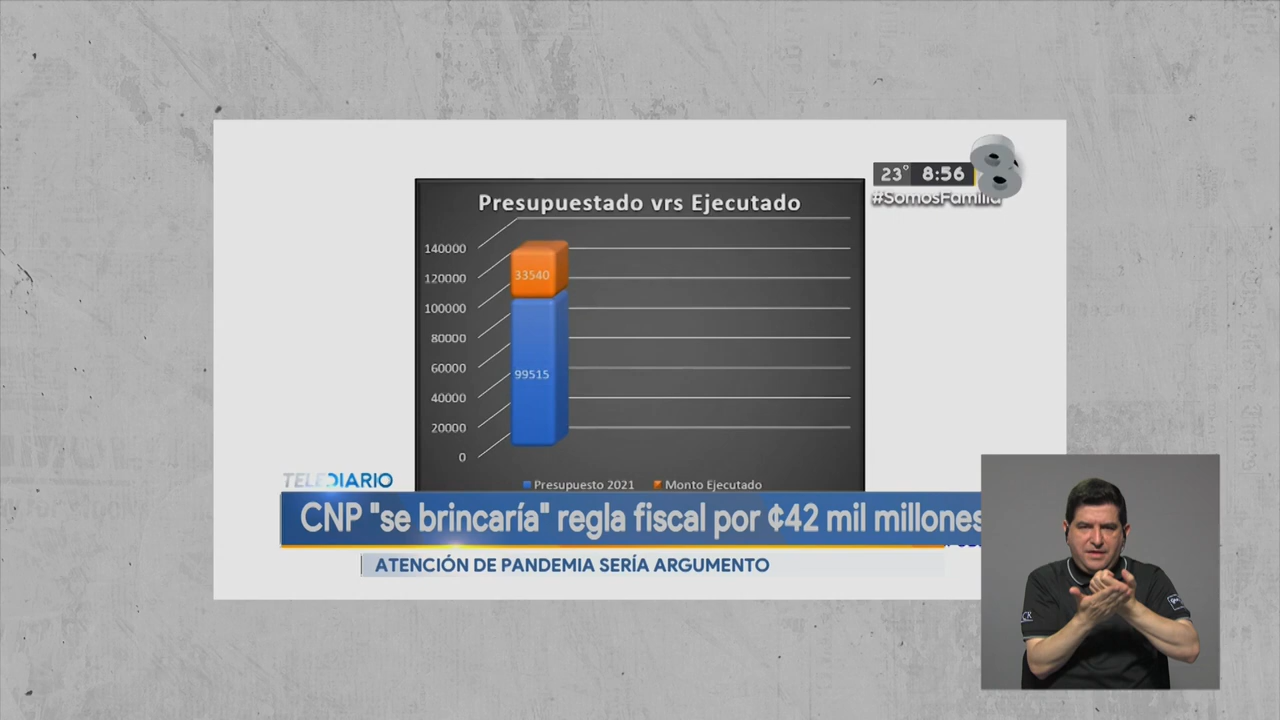 23° 8:56
#SomosFamilia
Presupuestado vrs Ejecutado
140000
120000
100000
80000
60000
40000
20000
0
33540
99515
Presupuesto 2021 Monto Ejecutado
TELEDIARIO
CNP "se brincaría" regla fiscal por ₡42 mil millones
ATENCIÓN DE PANDEMIA SERÍA ARGUMENTO